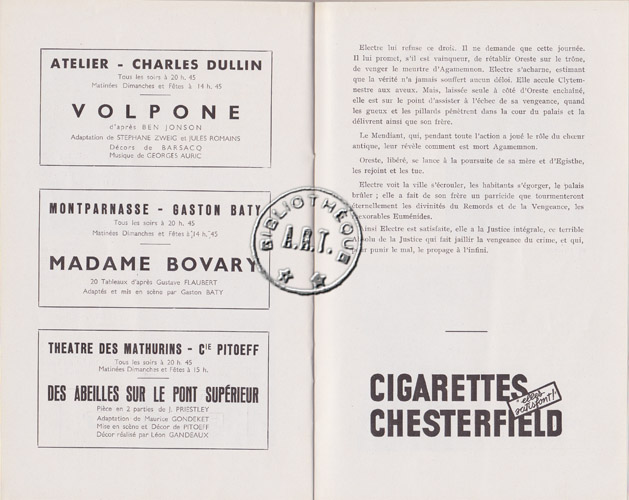 ATELIER - CHARLES DULLIN
Tous les soirs à 20 h. 45
Matinées Dimanches et Fêtes à 14 h. 45
VOLPONE
d'après BEN JONSON
Adaptation de STEPHANE ZWEIG et JULES ROMAINS
Décors de BARSACQ
Musique de GEORGES AURIC
MONTPARNASSE - GASTON BATY
Tous les soirs à 20 h. 45
Matinées Dimanches et Fêtes à 14 h. 45
MADAME BOVARY
20 Tableaux d'après Gustave FLAUBERT
Adaptés et mis en scène par Gaston BATY
THEATRE DES MATHURINS - Cie PITOEFF
Tous les soirs à 20 h. 45
Matinées Dimanches et Fêtes à 15 h.
DES ABEILLES SUR LE PONT SUPÉRIEUR
Pièce en 2 parties de J. PRIESTLEY
Adaptation de Maurice GONDEKET
Mise en scène et Décor de PITOEFF
Décor réalisé par Léon GANDEAUX
BIBLIOTHÈQUE
A.R.T.
Electre lui refuse ce droit. Il ne demande que cette journée.
Il lui promet, s'il est vainqueur, de rétablir Oreste sur le trône,
de venger le meurtre d'Agamemnon. Electre s'acharne, estimant
que la vérité n'a jamais souffert aucun déloi. Elle accule Clytem-
nestre aux aveux. Mais, laissée seule à côté d'Oreste enchaîné,
elle est sur le point d'assister à l'échec de sa vengeance, quand
les gueux et les pillards pénètrent dans la cour du palais et la
délivrent ainsi que son frère.
Le Mendiant, qui, pendant toute l'action a joué le rôle du chœur
antique, leur révèle comment est mort Agamemnon.
Oreste, libéré, se lance à la poursuite de sa mère et d'Egisthe,
les rejoint et les tue.
Electre voit la ville s'écrouler, les habitants s'égorger, le palais
brûler ; elle a fait de son frère un parricide que tourmenteront
éternellement les divinités du Remords et de la Vengeance, les
inexorables Euménides.
Ainsi Electre est satisfaite, elle a la Justice intégrale, ce terrible
absolu de la Justice qui fait jaillir la vengeance du crime, et qui,
pour punir le mal, le propage à l'infini.
CIGARETTES
elles satisfont!
CHESTERFIELD